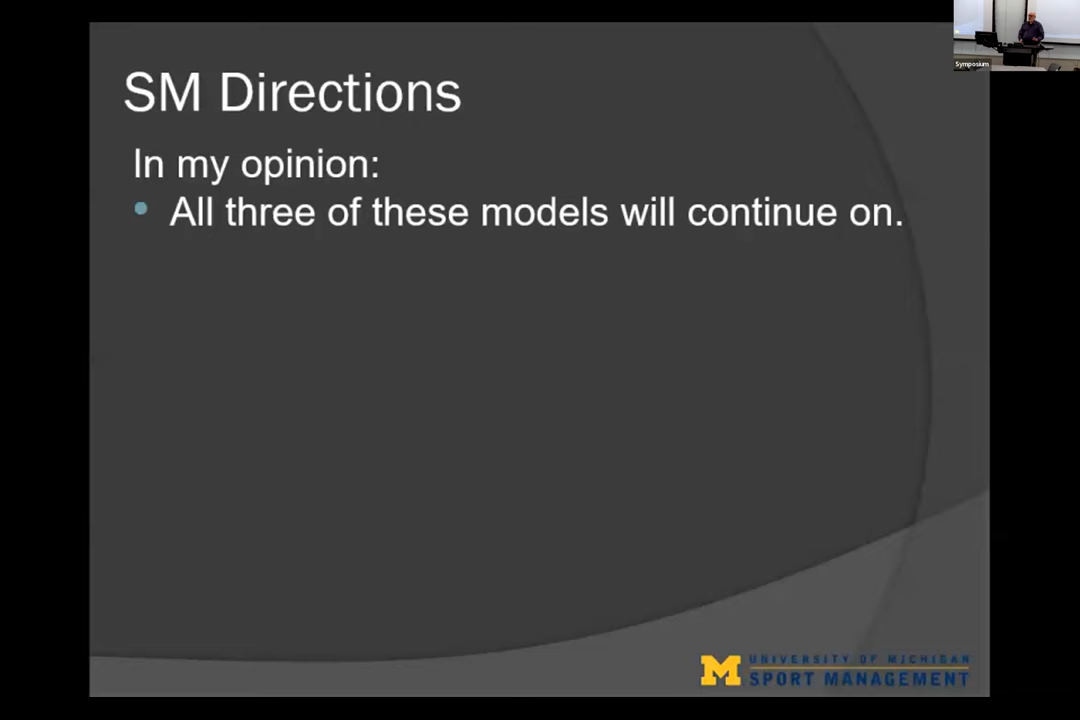 Symposium
SM Directions
In my opinion:
• All three of these models will continue on.
M UNIVERSITY OF MICHIGAN
SPORT MANAGEMENT